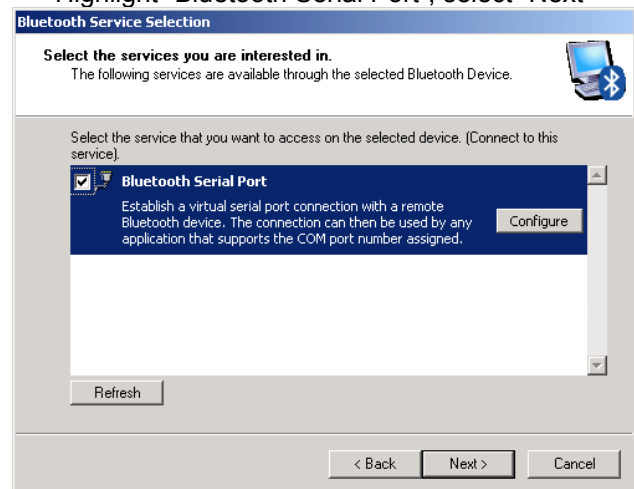 Highlight "Bluetooth Serial Port", select "Next"
Bluetooth Service Selection
Select the services you are interested in.
The following services are available through the selected Bluetooth Device.
Select the service that you want to access on the selected device. (Connect to this
service).
Bluetooth Serial Port
Establish a virtual serial port connection with a remote
Bluetooth device. The connection can then be used by any
application that supports the COM port number assigned.
Configure
Refresh
< Back
Next >
Cancel